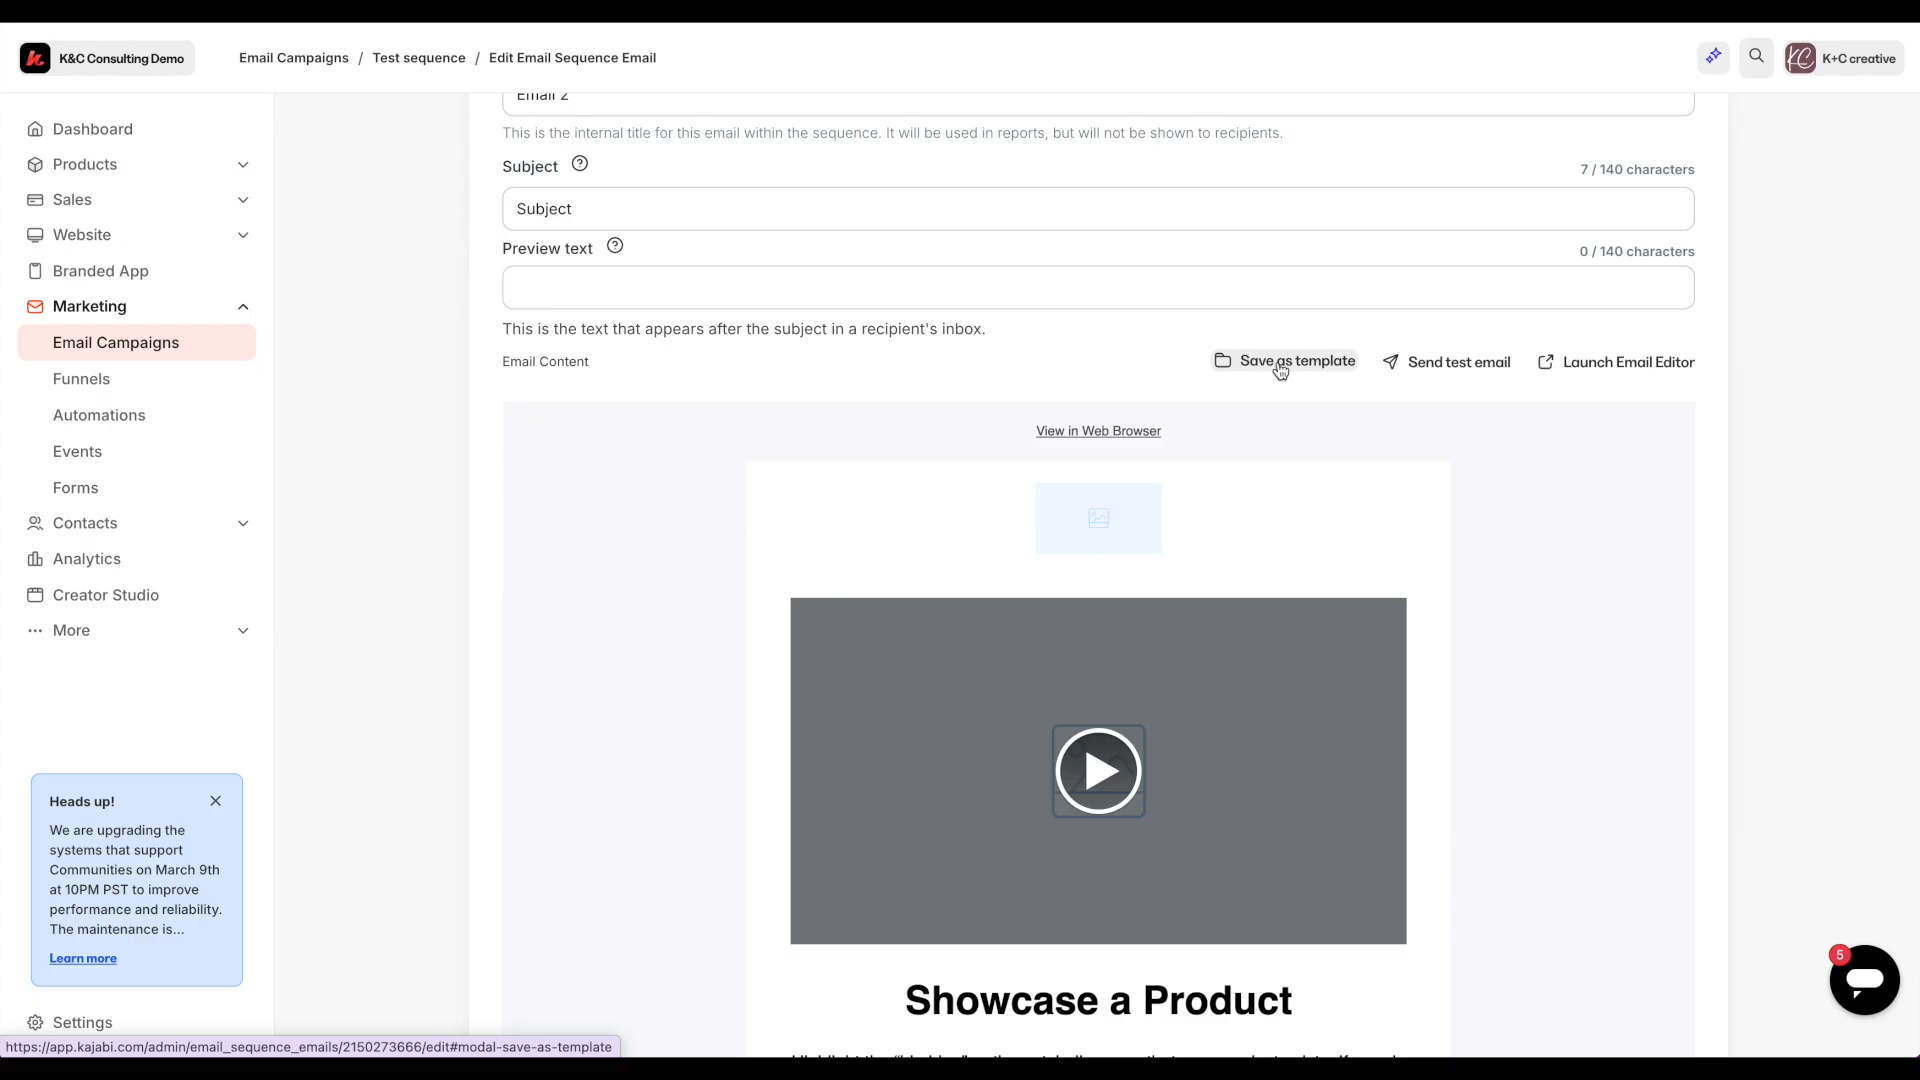 K&C Consulting Demo
Email Campaigns / Test sequence / Edit Email Sequence Email
KC K+C creative
Dashboard
Products
Sales
Website
Branded App
Marketing
Email Campaigns
Funnels
Automations
Events
Forms
Contacts
Analytics
Creator Studio
More
Heads up!
We are upgrading the
systems that support
Communities on March 9th
at 10PM PST to improve
performance and reliability.
The maintenance is...
Learn more
Settings
https://app.kajabi.com/admin/email_sequence_emails/2150273666/edit#modal-save-as-template
Email 2
This is the internal title for this email within the sequence. It will be used in reports, but will not be shown to recipients.
Subject
7 / 140 characters
Subject
Preview text
0 / 140 characters
This is the text that appears after the subject in a recipient's inbox.
Email Content
Save as template
Send test email
Launch Email Editor
View in Web Browser
Showcase a Product
5